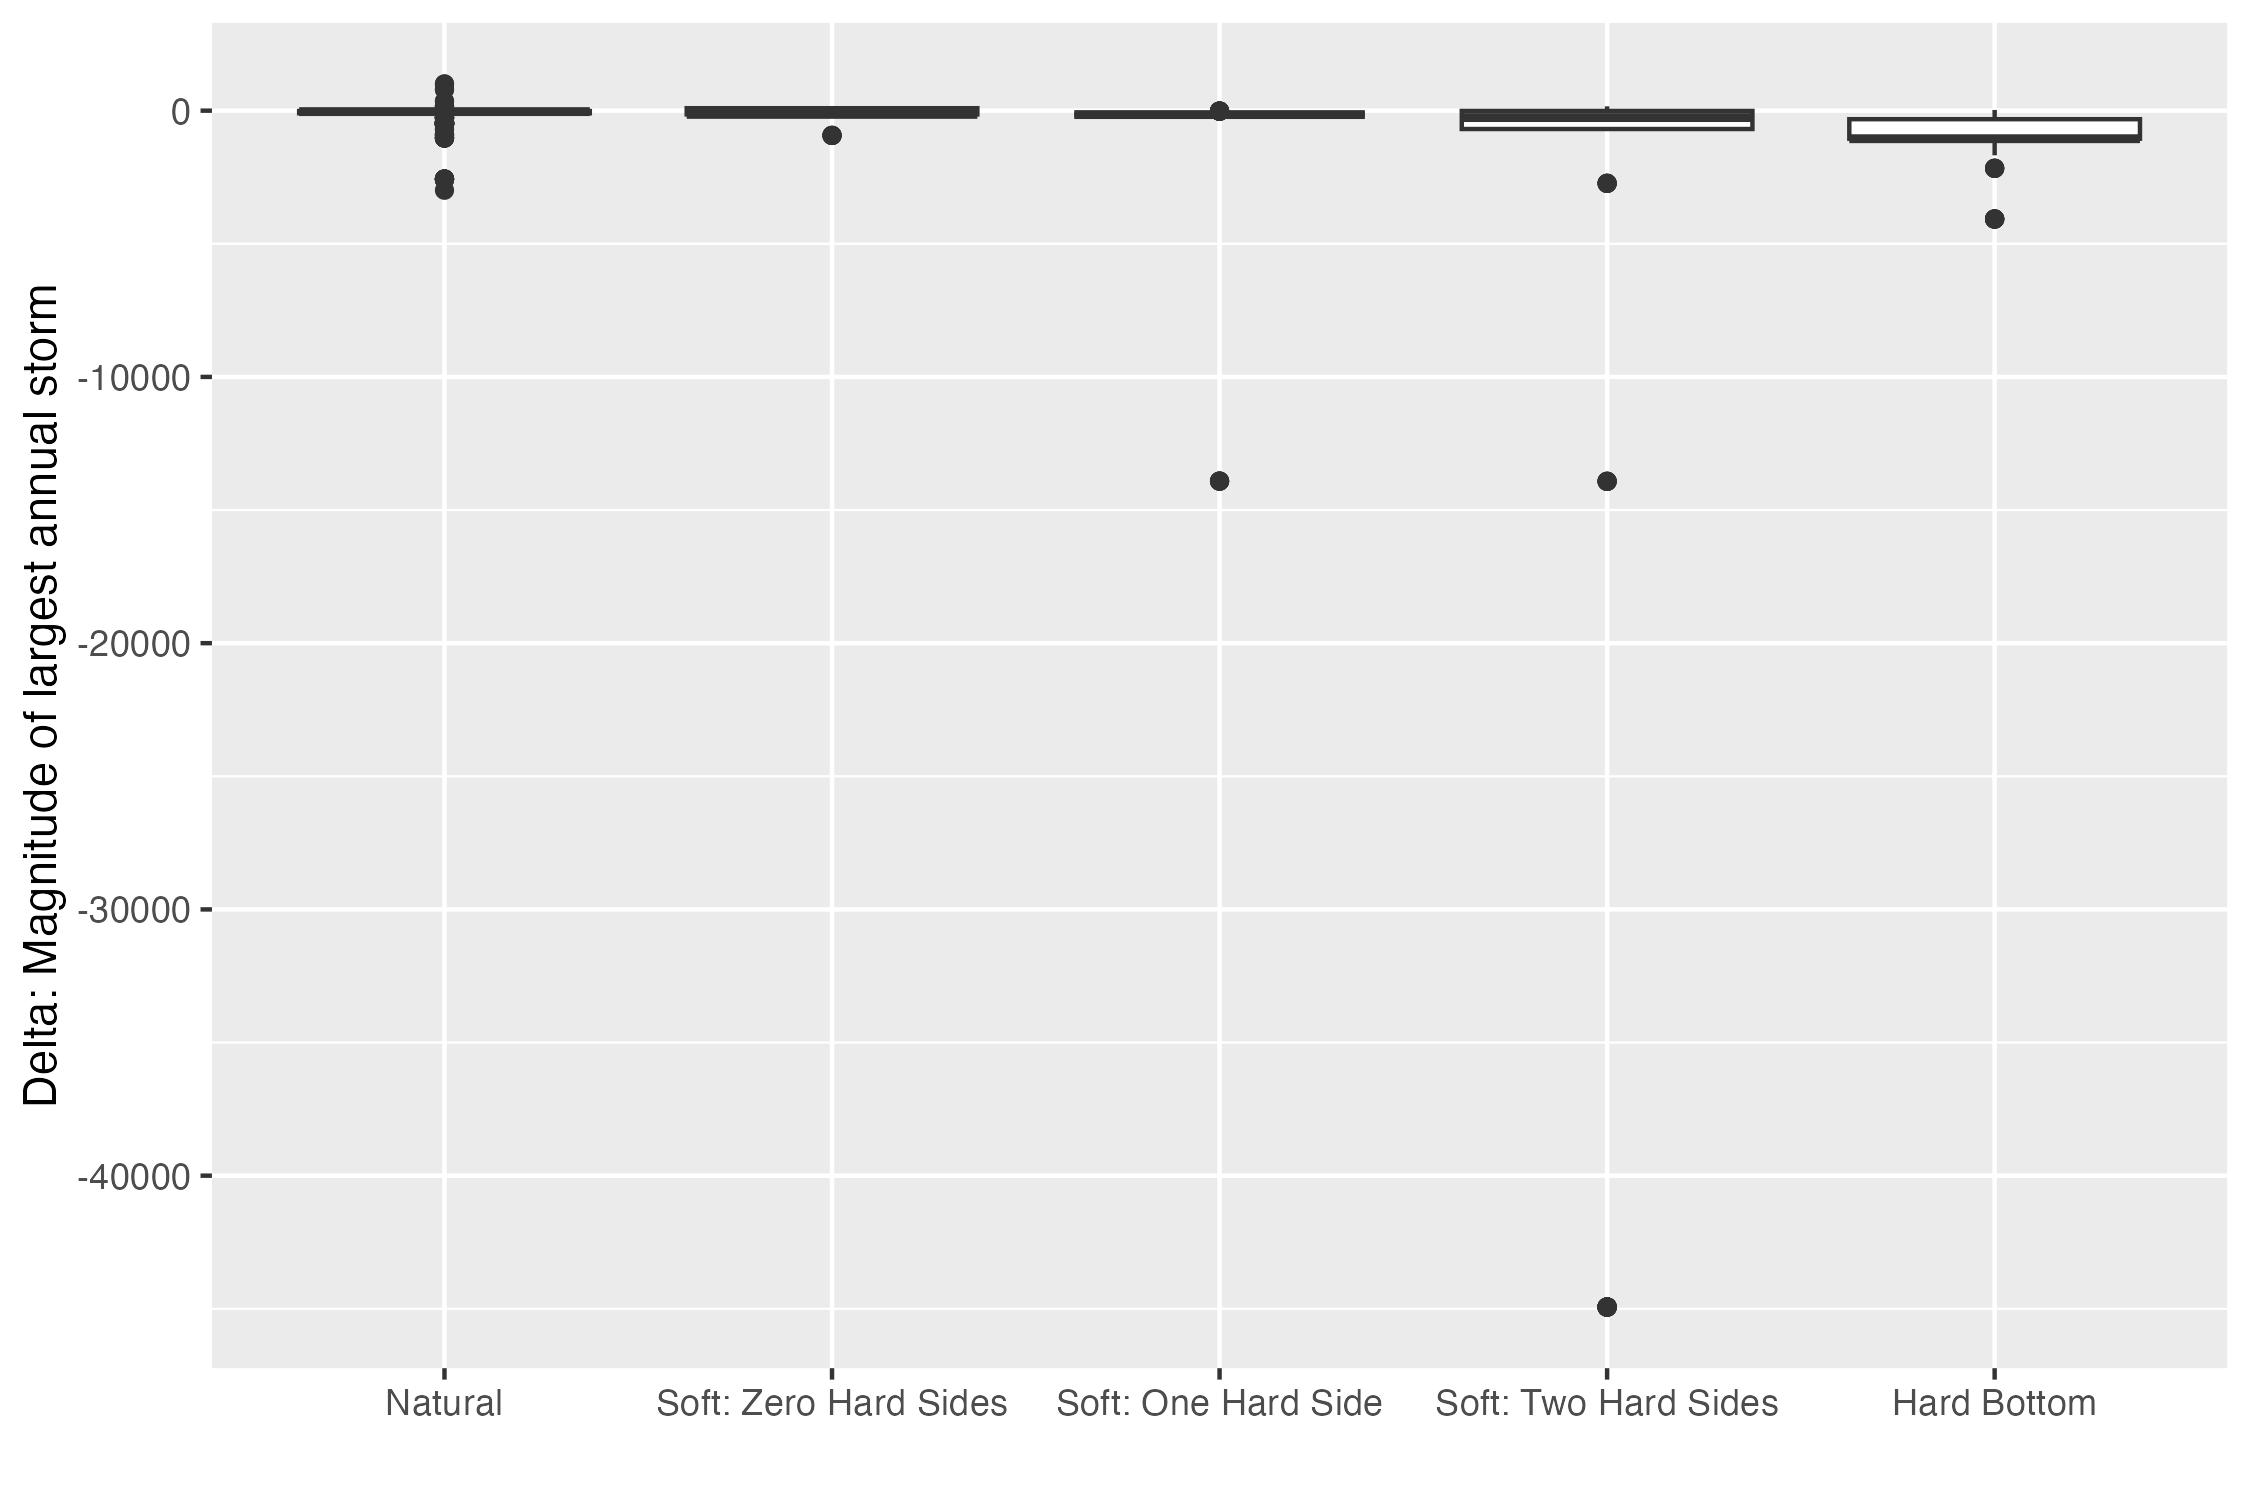 Delta: Magnitude of largest annual storm
0
-10000
-20000
-30000
-40000
Natural
Soft: Zero Hard Sides
Soft: One Hard Side
Soft: Two Hard Sides
Hard Bottom